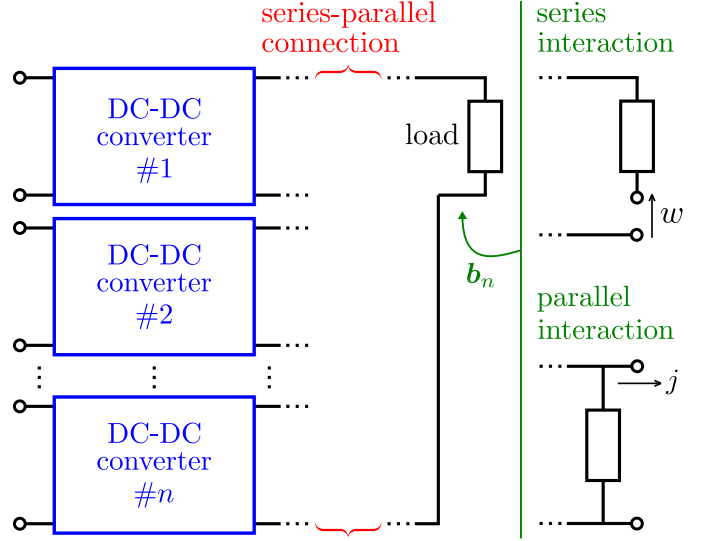 series-parallel
connection
series
interaction
DC-DC
converter
#1
load
w
DC-DC
converter
#2
b_n
parallel
interaction
j
DC-DC
converter
#n